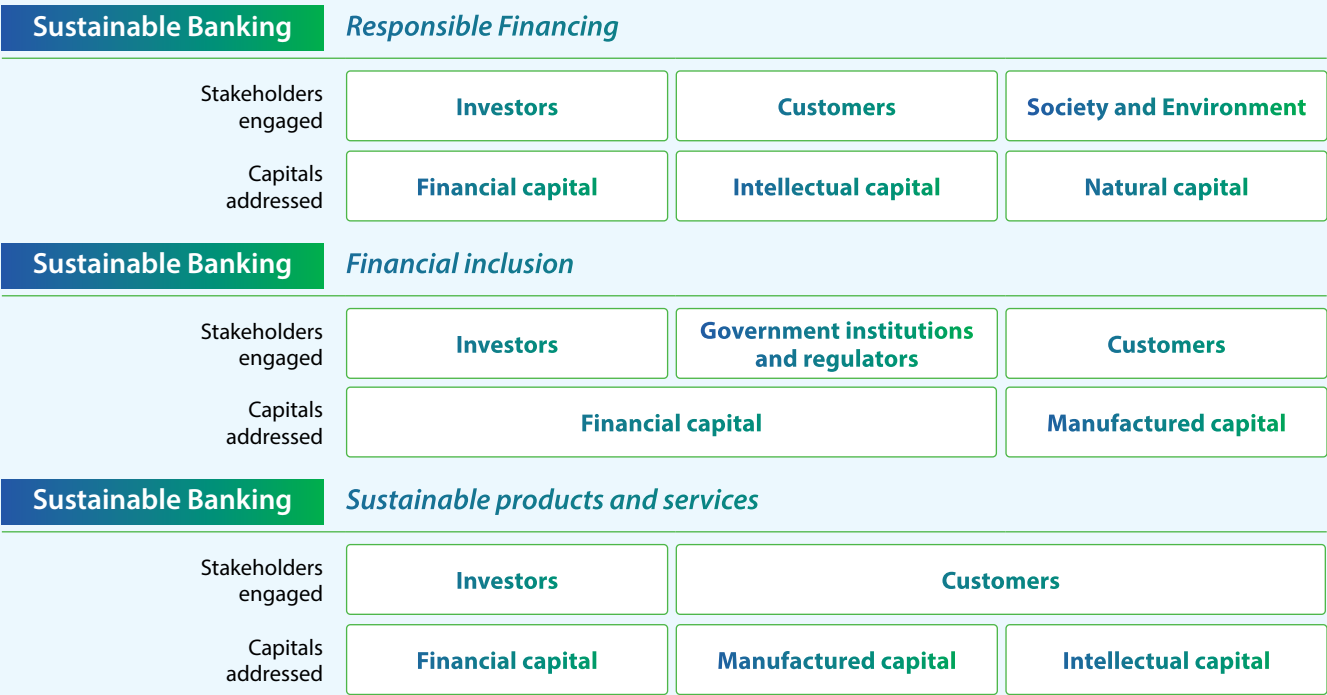 Sustainable Banking Responsible Financing
Stakeholders engaged Investors Customers Society and Environment
Capitals addressed Financial capital Intellectual capital Natural capital
Sustainable Banking Financial inclusion
Stakeholders engaged Investors Government institutions and regulators Customers
Capitals addressed Financial capital Manufactured capital
Sustainable Banking Sustainable products and services
Stakeholders engaged Investors Customers
Capitals addressed Financial capital Manufactured capital Intellectual capital